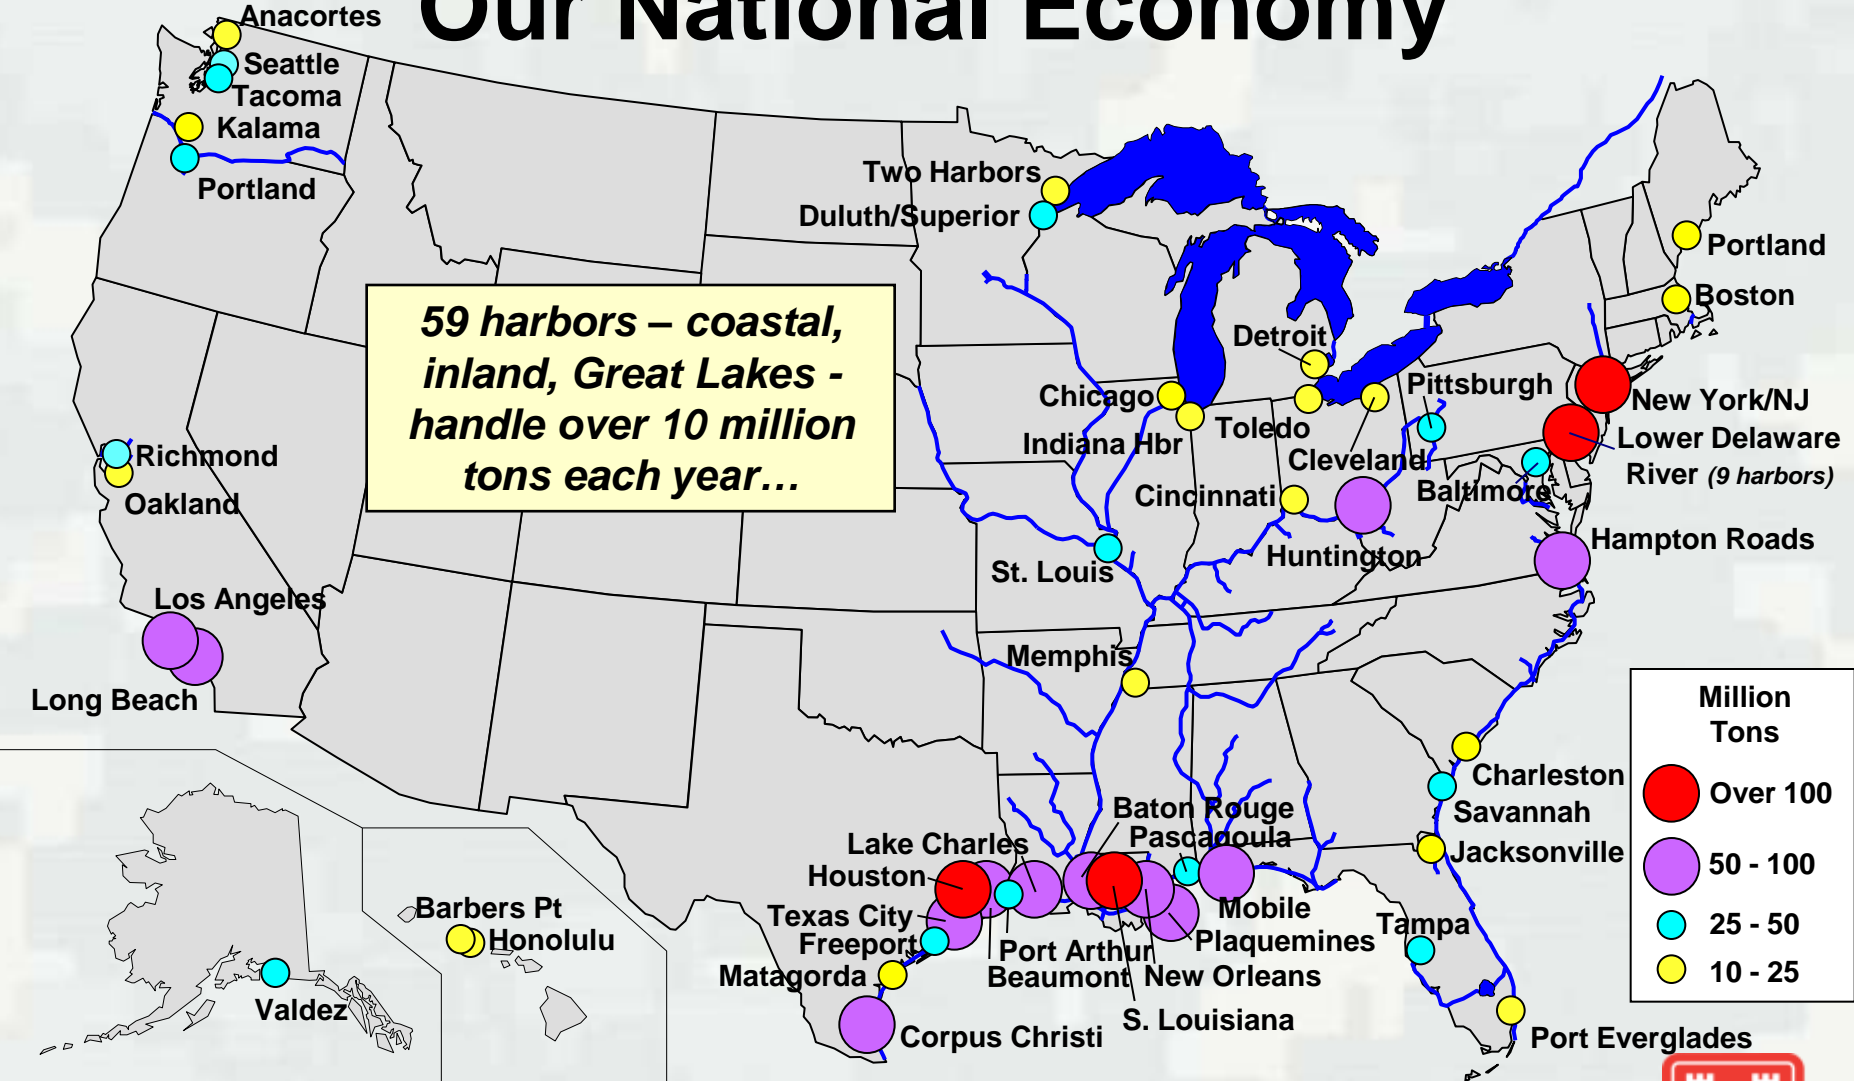 Our National Economy
Anacortes
Seattle
Tacoma
Kalama
Portland
Two Harbors
Duluth/Superior
Portland
Boston
59 harbors – coastal,
inland, Great Lakes -
handle over 10 million
tons each year…
Detroit
Chicago
Pittsburgh
New York/NJ
Indiana Hbr
Toledo
Lower Delaware
River (9 harbors)
Richmond
Cleveland
Oakland
Cincinnati
Baltimore
Hampton Roads
Huntington
St. Louis
Los Angeles
Memphis
Long Beach
Million
Tons
Over 100
50 - 100
25 - 50
10 - 25
Charleston
Savannah
Jacksonville
Baton Rouge
Pascagoula
Lake Charles
Houston
Texas City
Freeport
Matagorda
Corpus Christi
Port Arthur
Beaumont
New Orleans
S. Louisiana
Mobile
Plaquemines
Tampa
Port Everglades
Barbers Pt
Honolulu
Valdez